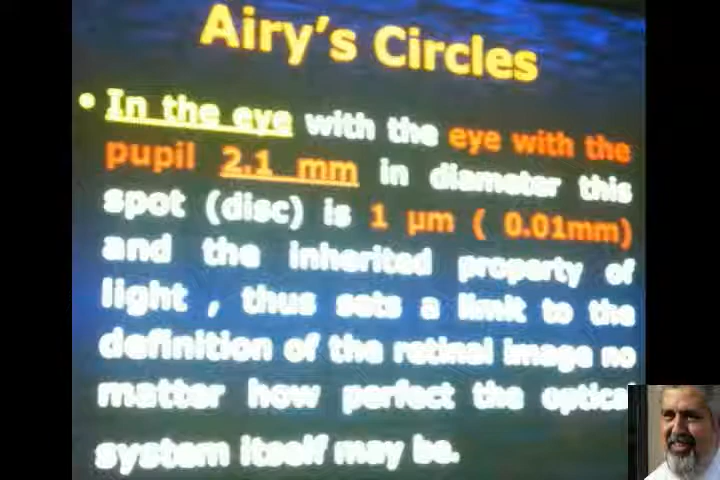 Airy's Circles
• In the eye with the eye with the
pupil 2.1 mm in diameter this
spot (disc) is 1 µm ( 0.01mm)
and the inherited property of
light , thus sets a limit to the
definition of the retinal image no
matter how perfect the optical
system itself may be.